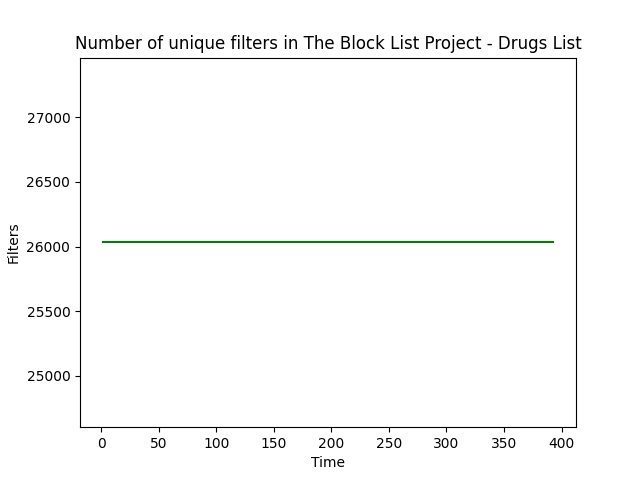 Number of unique filters in The Block List Project - Drugs List
27000
26500
26000
25500
25000
Filters
0 50 100 150 200 250 300 350 400
Time